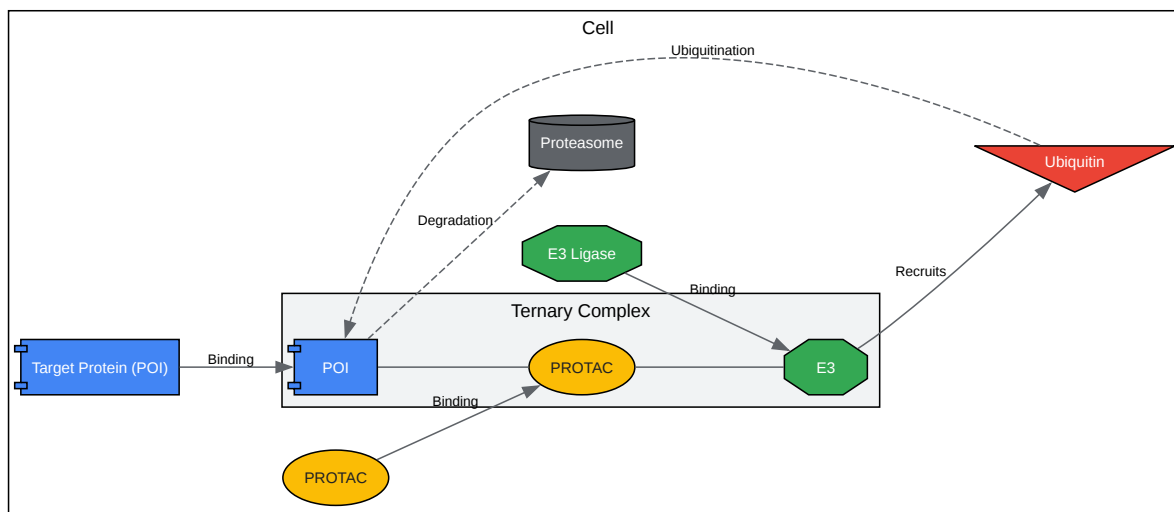 Cell
Ubiquitination
Proteasome
Ubiquitin
Degradation
E3 Ligase
Recruits
Binding
Ternary Complex
Target Protein (POI)
Binding
POI
PROTAC
E3
Binding
PROTAC